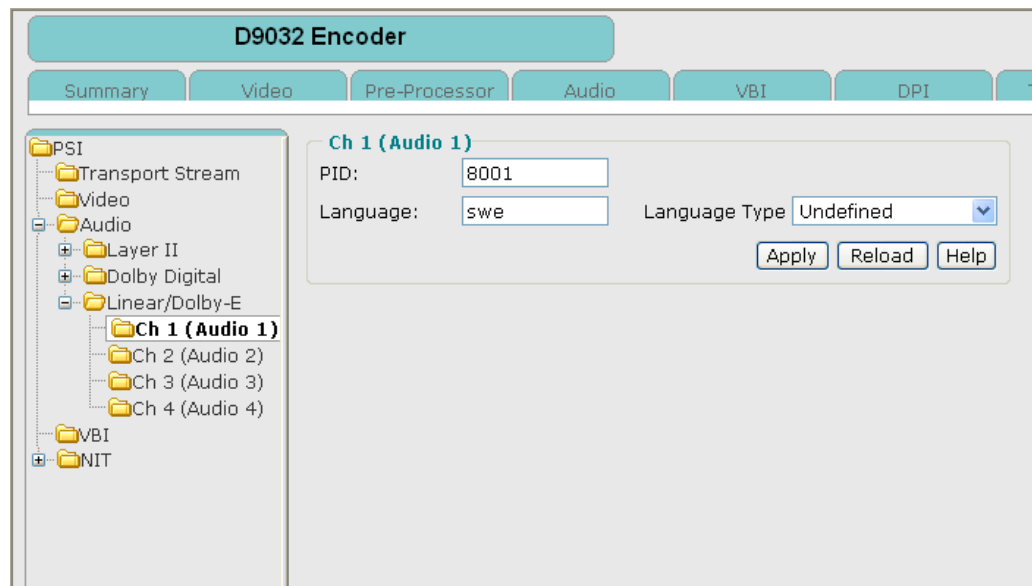 D9032 Encoder
Summary Video Pre-Processor Audio VBI DPI
PSI
Transport Stream
Video
Audio
Layer II
Dolby Digital
Linear/Dolby-E
Ch 1 (Audio 1)
Ch 2 (Audio 2)
Ch 3 (Audio 3)
Ch 4 (Audio 4)
VBI
NIT
Ch 1 (Audio 1)
PID: 8001
Language: swe Language Type Undefined
Apply Reload Help